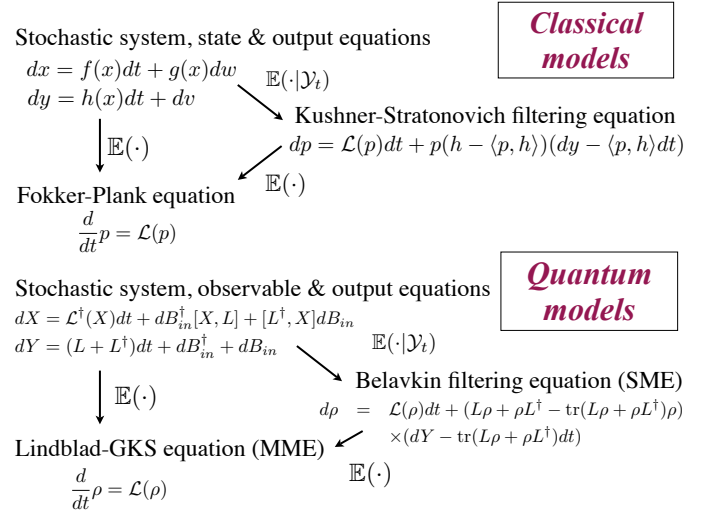 Classical
models
Stochastic system, state & output equations
dx = f(x)dt + g(x)dw
dy = h(x)dt + dv
𝔼(·|𝒴ₜ)
Kushner-Stratonovich filtering equation
dp = ℒ(p)dt + p(h − ⟨p, h⟩)(dy − ⟨p, h⟩dt)
𝔼(·)
𝔼(·)
Fokker-Plank equation
d/dt p = ℒ(p)
Quantum
models
Stochastic system, observable & output equations
dX = ℒ†(X)dt + dB†_in[X, L] + [L†, X]dB_in
dY = (L + L†)dt + dB†_in + dB_in
𝔼(·|𝒴ₜ)
Belavkin filtering equation (SME)
dρ = ℒ(ρ)dt + (Lρ + ρL† − tr(Lρ + ρL†)ρ)
×(dY − tr(Lρ + ρL†)dt)
𝔼(·)
Lindblad-GKS equation (MME)
𝔼(·)
d/dt ρ = ℒ(ρ)